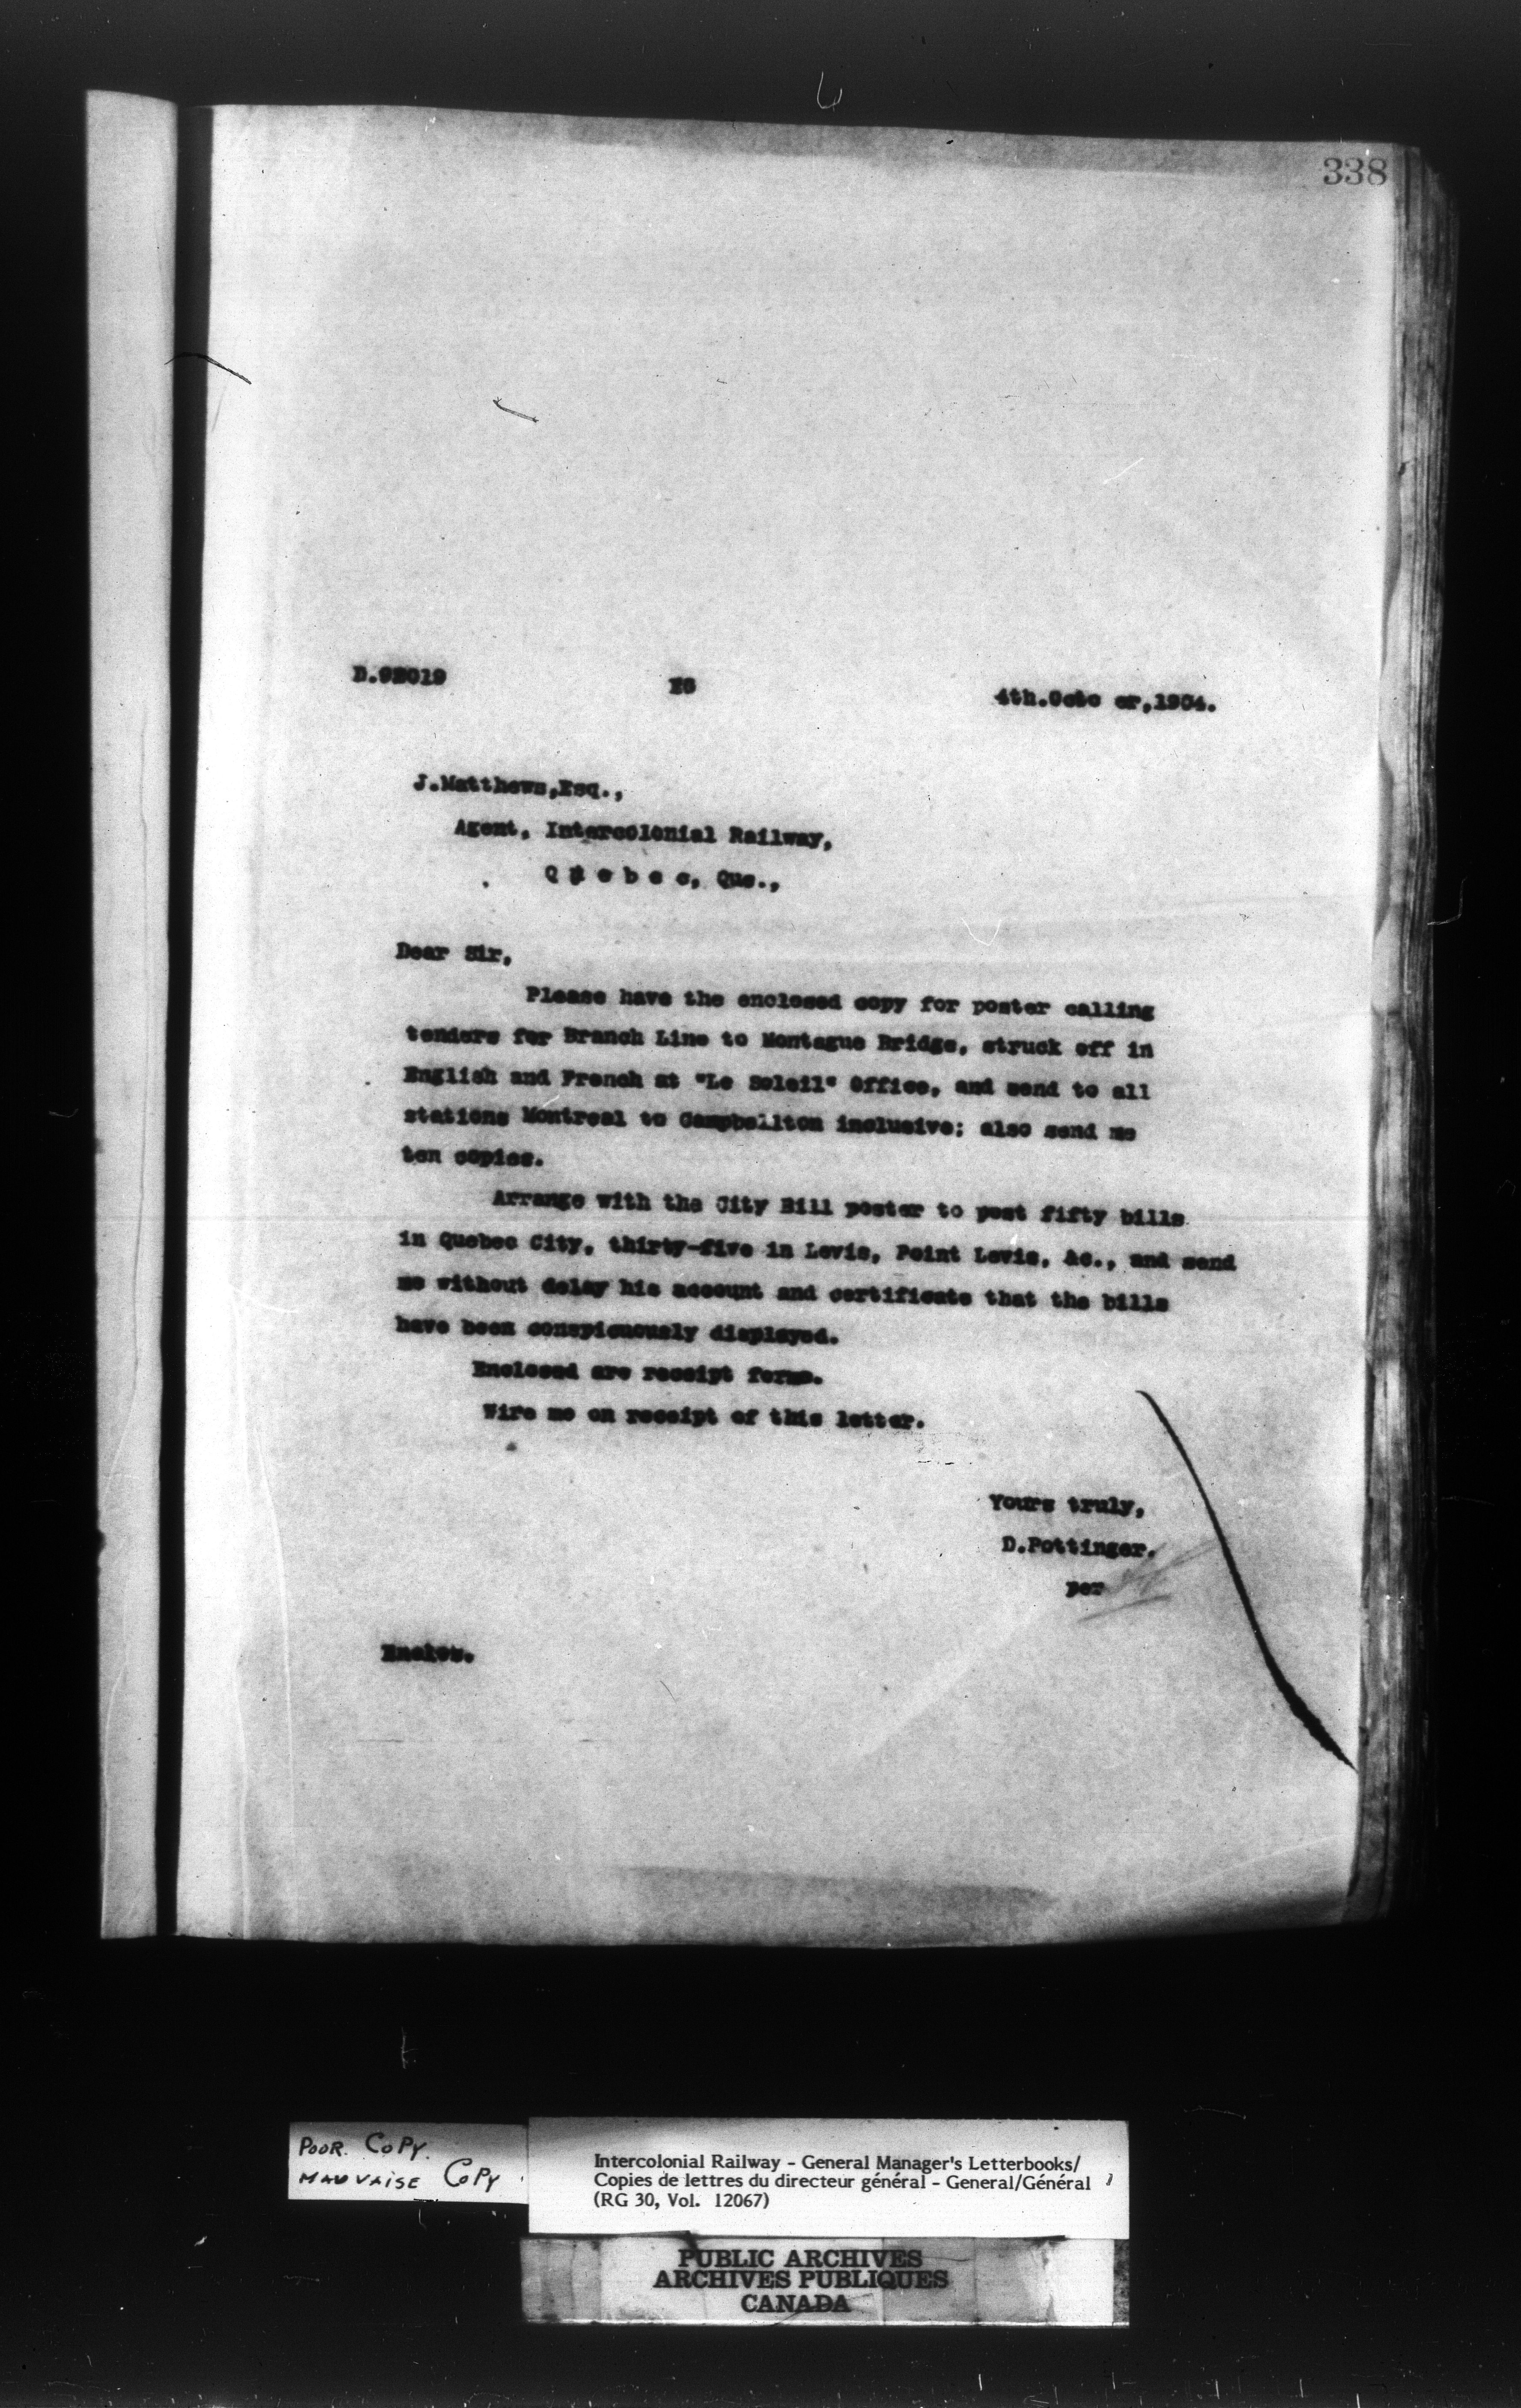 338
D.92019
4th.Octo er,1904.
J.Matthews,Esq.,
Agent, Intercolonial Railway,
Q u e b e c, Que.,
Dear Sir,
Please have the enclosed copy for poster calling
tenders for Branch Line to Montague Bridge, struck off in
English and French at "Le Soleil" Office, and send to all
stations Montreal to Campbellton inclusive; also send me
ten copies.
Arrange with the City Bill poster to post fifty bills
in Quebec City, thirty-five in Levis, Point Levis, &c., and send
me without delay his account and certificate that the bills
have been conspicuously displayed.
Enclosed are receipt forms.
Wire me on receipt of this letter.
Yours truly,
D.Pottinger.
per
POOR. COPY.
MAUVAISE COPY
Intercolonial Railway - General Manager's Letterbooks/
Copies de lettres du directeur général - General/Général
(RG 30, Vol. 12067)
PUBLIC ARCHIVES
ARCHIVES PUBLIQUES
CANADA